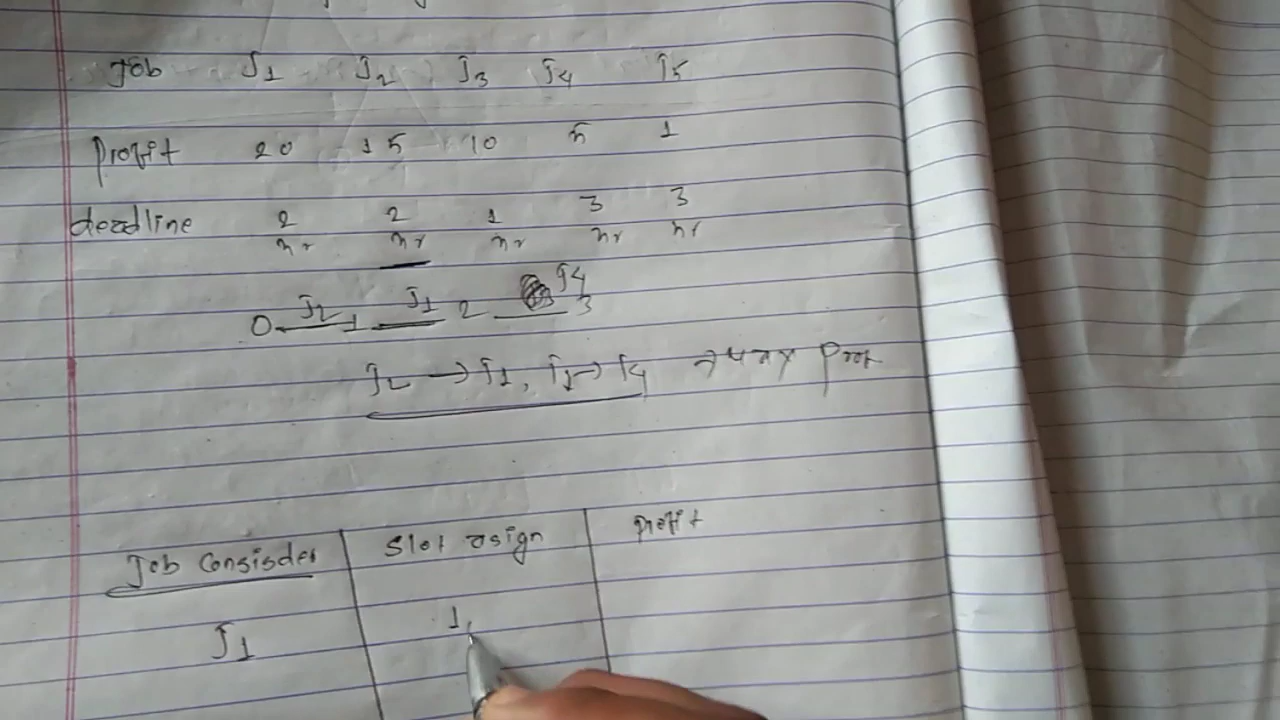 Job J1 J2 J3 J4 J5
Profit 20 15 10 5 1
deadline 2 2 1 3 3
hr hr hr hr hr
0 J2 1 J1 2 J4 3
J2 → J1, J1 → J4
Job Consisder Slot asign Profit
J1 1,